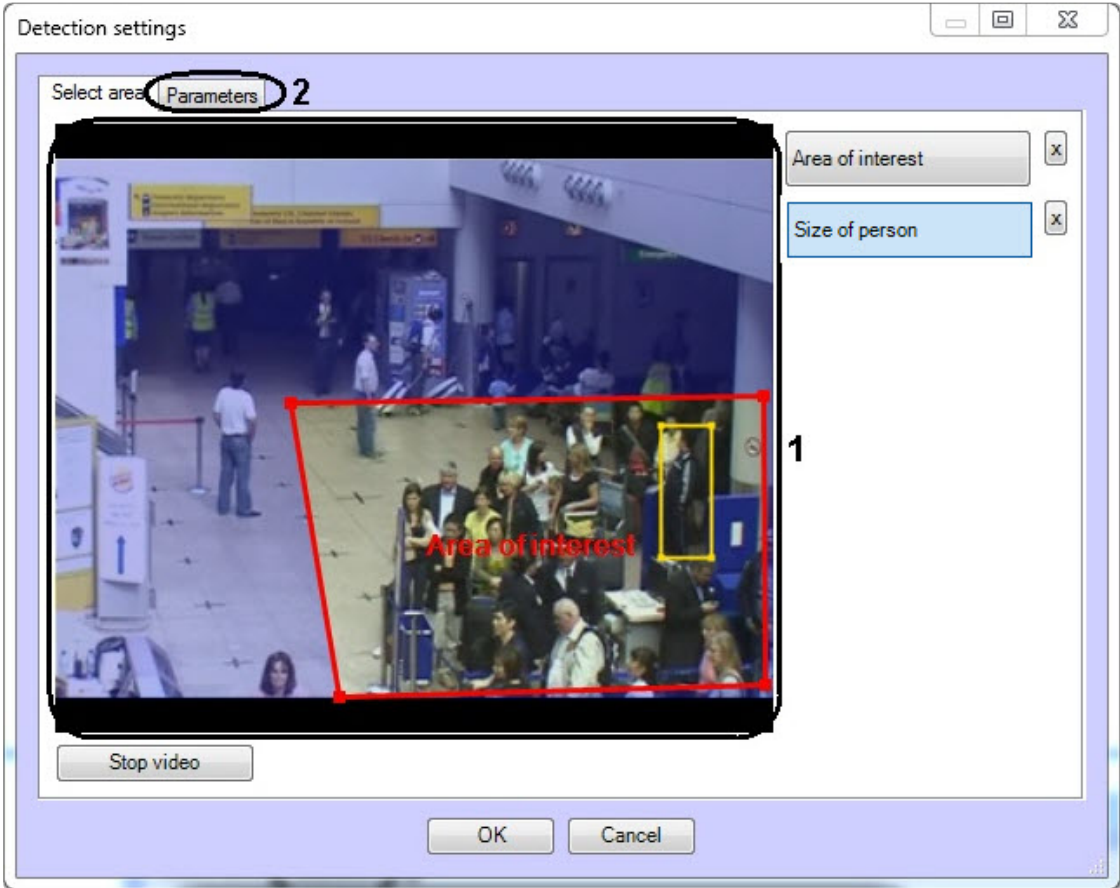 Detection settings
Select area
Parameters
2
Area of interest
x
Size of person
x
1
Area of interest
Stop video
OK
Cancel